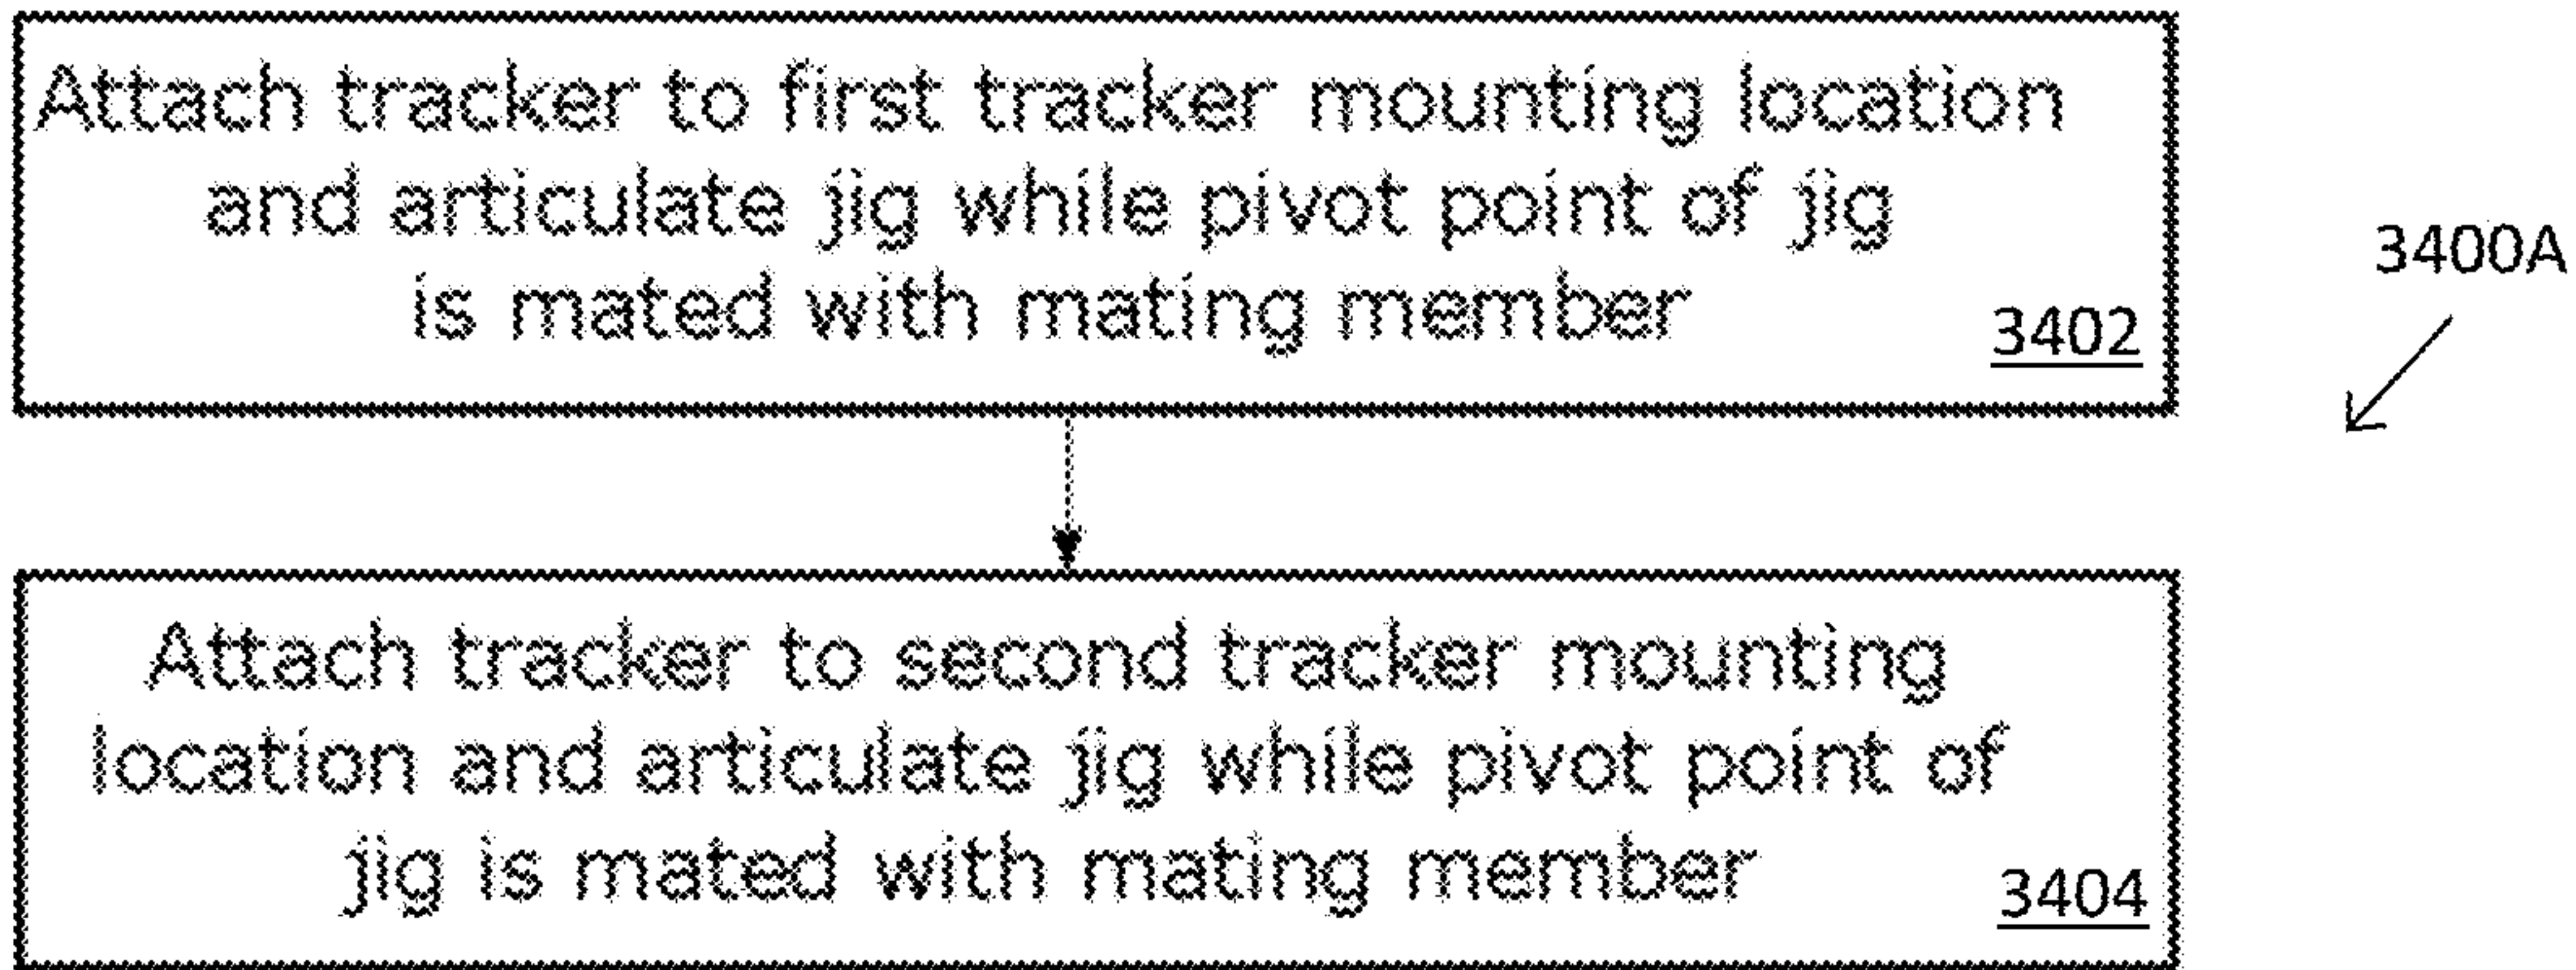 Attach tracker to first tracker mounting location
and articulate jig while pivot point of jig
is mated with mating member
3402
3400A
Attach tracker to second tracker mounting
location and articulate jig while pivot point of
jig is mated with mating member
3404